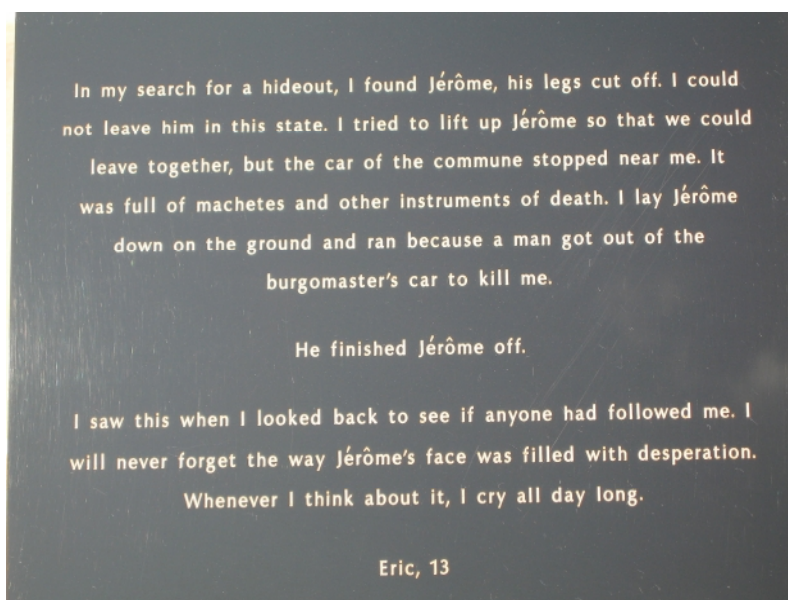 In my search for a hideout, I found Jérôme, his legs cut off. I could
not leave him in this state. I tried to lift up Jérôme so that we could
leave together, but the car of the commune stopped near me. It
was full of machetes and other instruments of death. I lay Jérôme
down on the ground and ran because a man got out of the
burgomaster's car to kill me.
He finished Jérôme off.
I saw this when I looked back to see if anyone had followed me. I
will never forget the way Jérôme's face was filled with desperation.
Whenever I think about it, I cry all day long.
Eric, 13